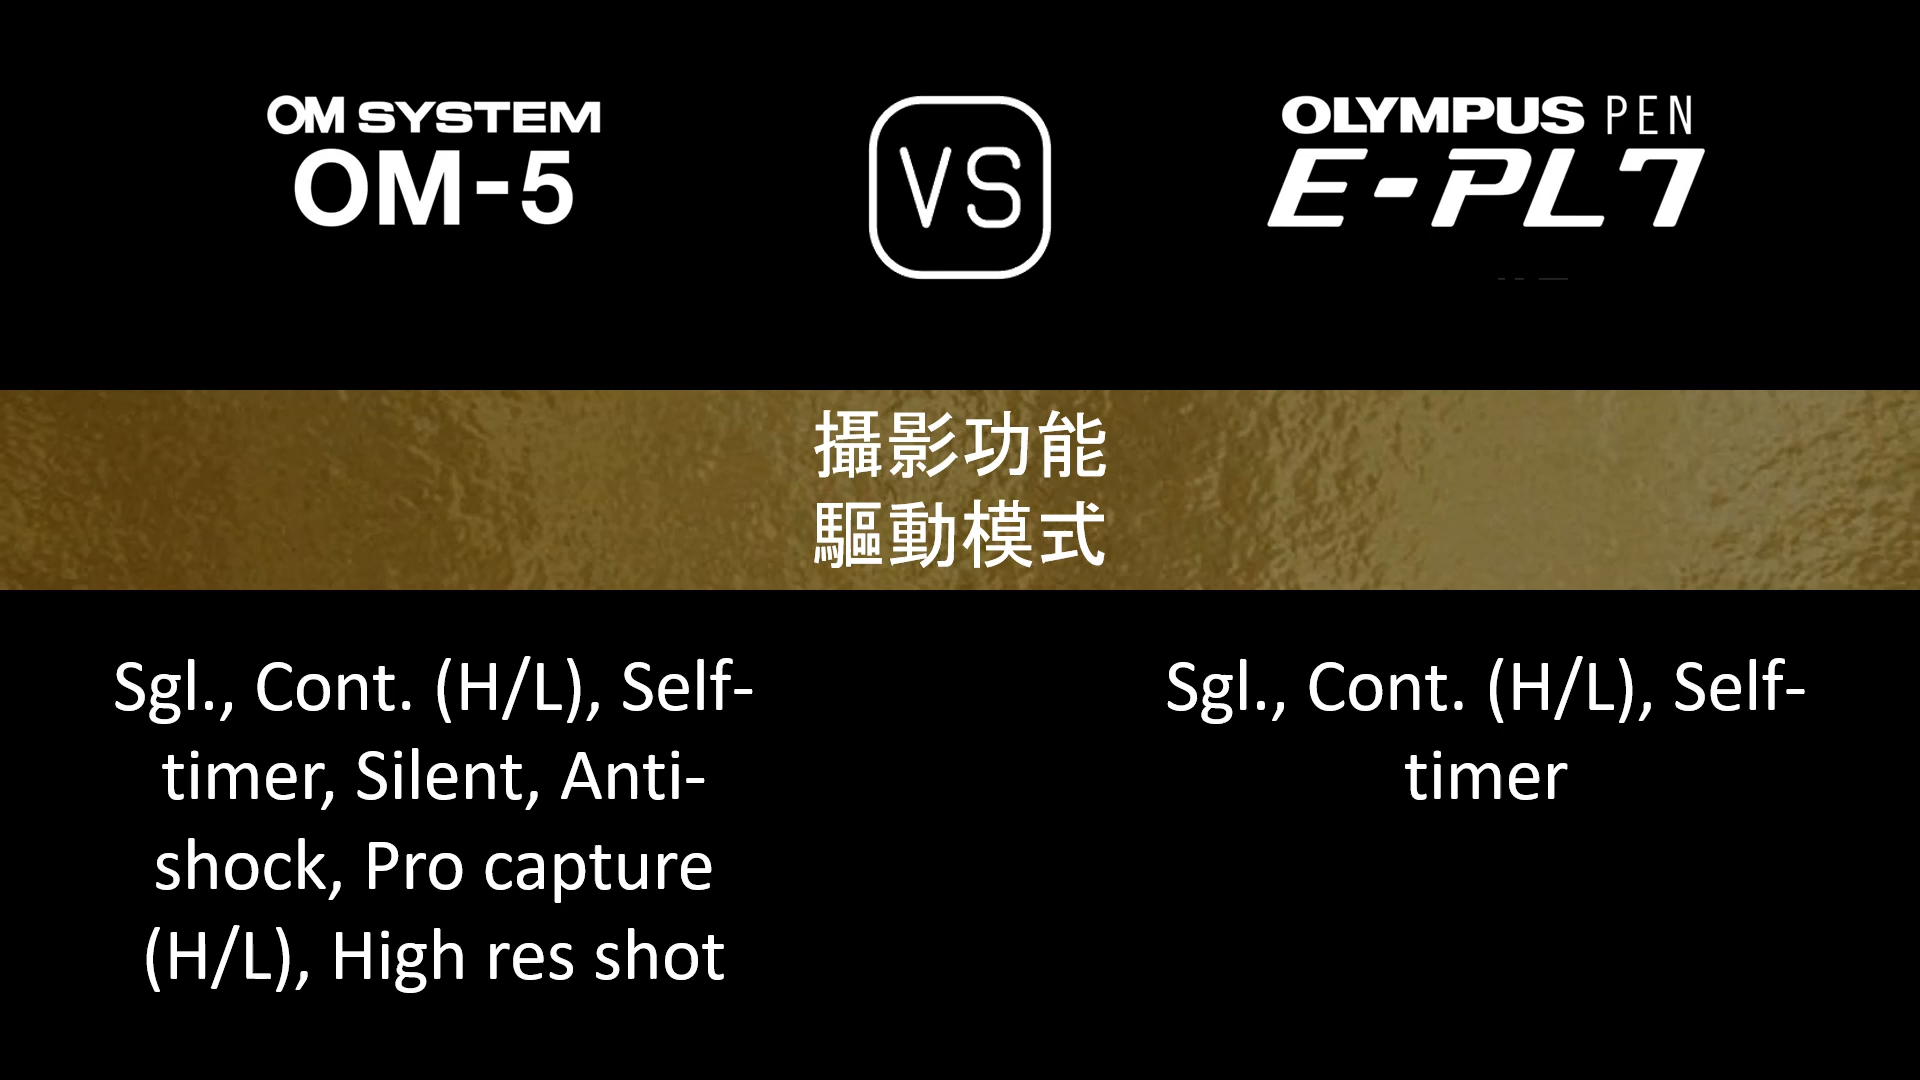 OM SYSTEM
OM-5
VS
OLYMPUS PEN
E-PL7
攝影功能
驅動模式
Sgl., Cont. (H/L), Self-
timer, Silent, Anti-
shock, Pro capture
(H/L), High res shot
Sgl., Cont. (H/L), Self-
timer